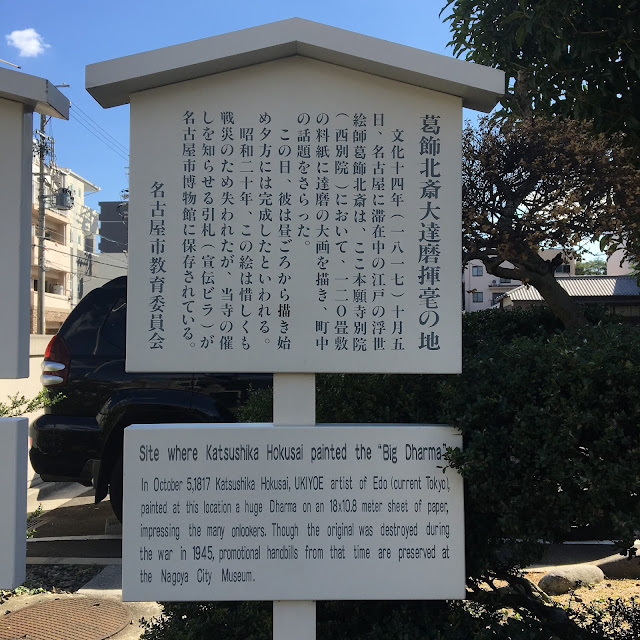 葛飾北斎大達磨揮毫の地
文化十四年（一八一七）十月五
日、名古屋に滞在中の江戸の浮世
絵師葛飾北斎は、ここ本願寺別院
（西別院）において、一二〇畳敷
の料紙に達磨の大画を描き、町中
の話題をさらった。
この日、彼は昼ごろから描き始
め夕方には完成したといわれる。
昭和二十年、この絵は惜しくも
戦災のため失われたが、当寺の催
しを知らせる引札（宣伝ビラ）が
名古屋市博物館に保存されている。
名古屋市教育委員会
Site where Katsushika Hokusai painted the "Big Dharma"
In October 5,1817 Katsushika Hokusai, UKIYOE artist of Edo (current Tokyo),
painted at this location a huge Dharma on an 18x10.8 meter sheet of paper,
impressing the many onlookers. Though the original was destroyed during
the war in 1945, promotional handbills from that time are preserved at
the Nagoya City Museum.